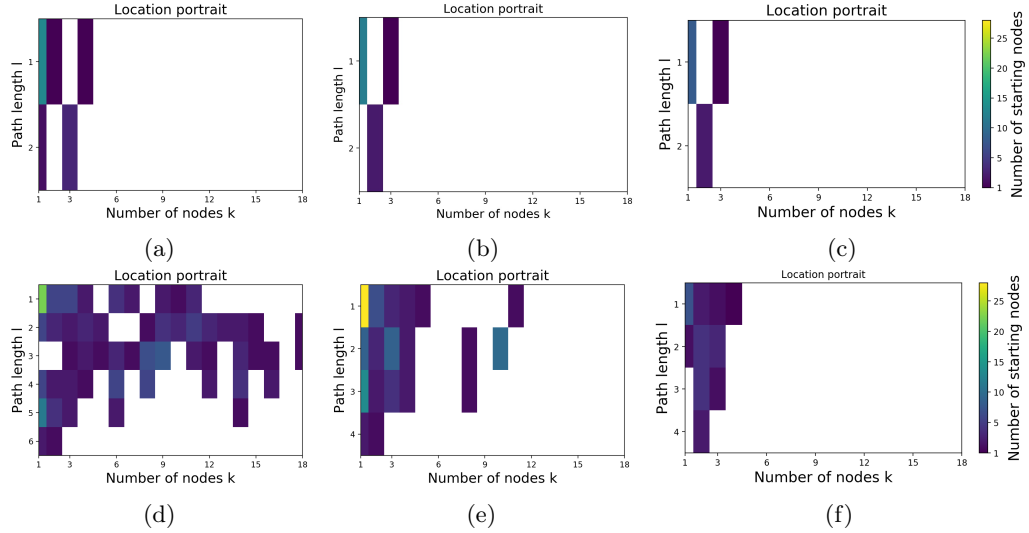 Location portrait
Path length l
1
2
1 3 6 9 12 15 18
Number of nodes k
(a)
Location portrait
Path length l
1
2
1 3 6 9 12 15 18
Number of nodes k
(b)
Location portrait
Path length l
1
2
1 3 6 9 12 15 18
Number of nodes k
25
20
15
10
5
1
Number of starting nodes
(c)
Location portrait
Path length l
1
2
3
4
5
6
1 3 6 9 12 15 18
Number of nodes k
(d)
Location portrait
Path length l
1
2
3
4
1 3 6 9 12 15 18
Number of nodes k
(e)
Location portrait
Path length l
1
2
3
4
1 3 6 9 12 15 18
Number of nodes k
25
20
15
10
5
1
Number of starting nodes
(f)